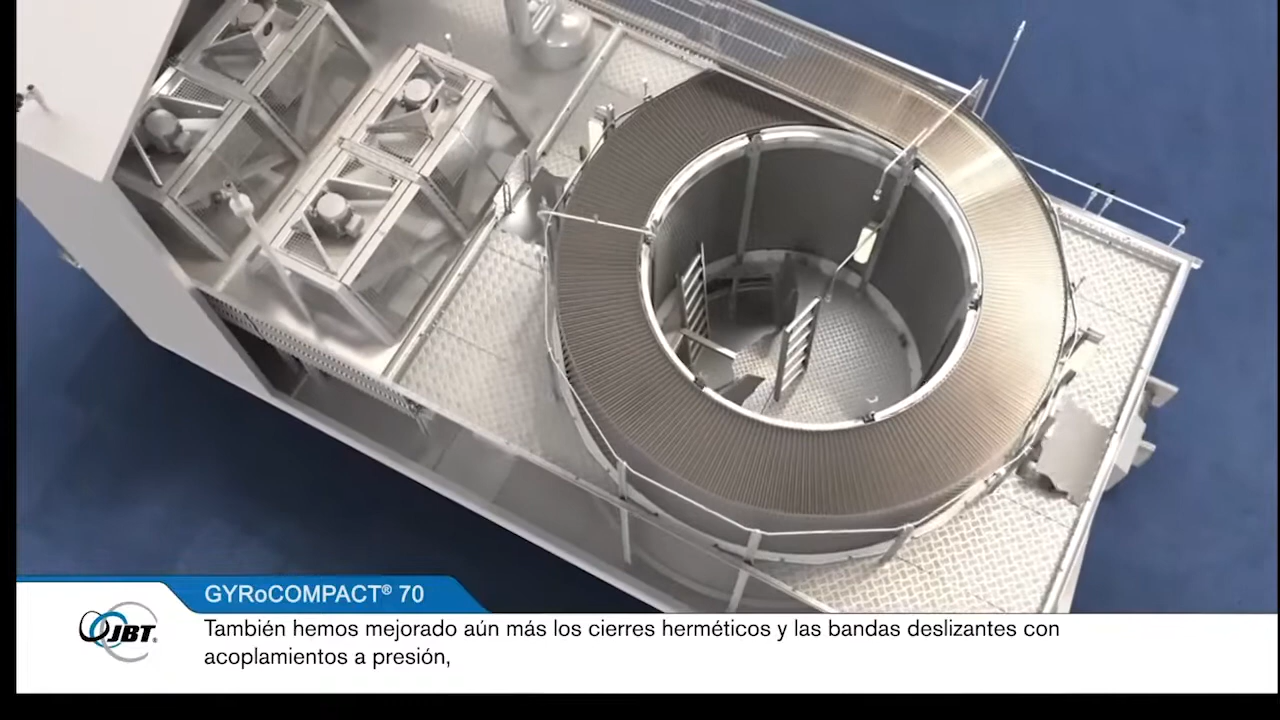 GYRoCOMPACT® 70
JBT®
También hemos mejorado aún más los cierres herméticos y las bandas deslizantes con
acoplamientos a presión,